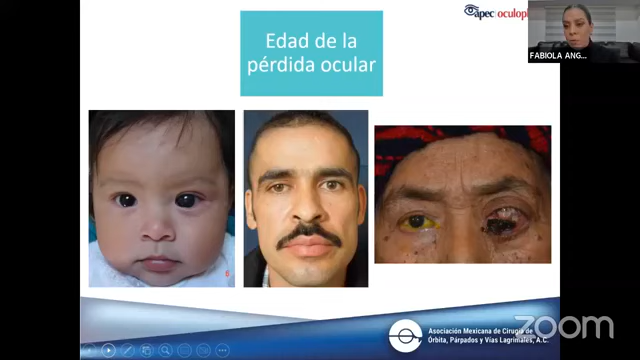 apec oculopl
Edad de la
pérdida ocular
FABIOLA ANG...
Asociación Mexicana de Cirugía de
Órbita, Párpados y Vías Lagrimales, A.C.
zoom